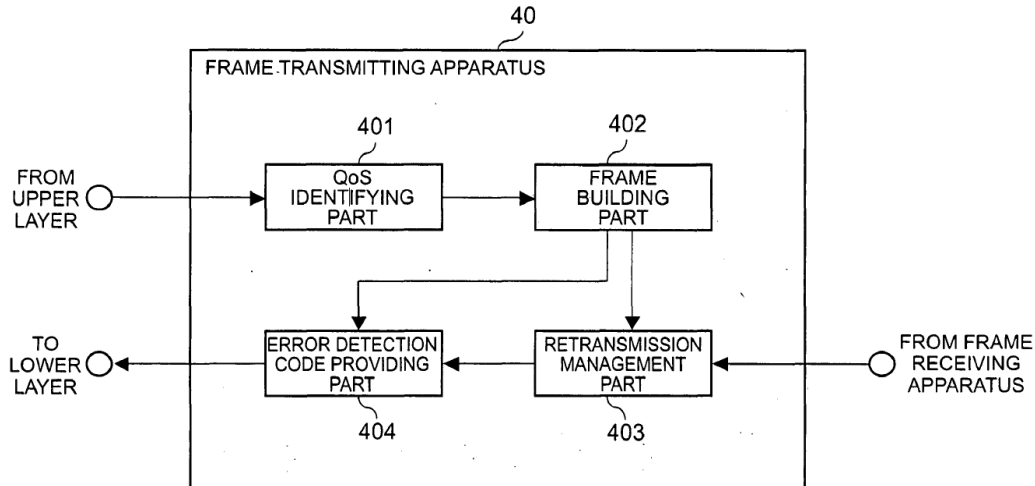 40
FRAME TRANSMITTING APPARATUS
401
402
FROM
UPPER
LAYER
QoS
IDENTIFYING
PART
FRAME
BUILDING
PART
TO
LOWER
LAYER
ERROR DETECTION
CODE PROVIDING
PART
RETRANSMISSION
MANAGEMENT
PART
FROM FRAME
RECEIVING
APPARATUS
404
403